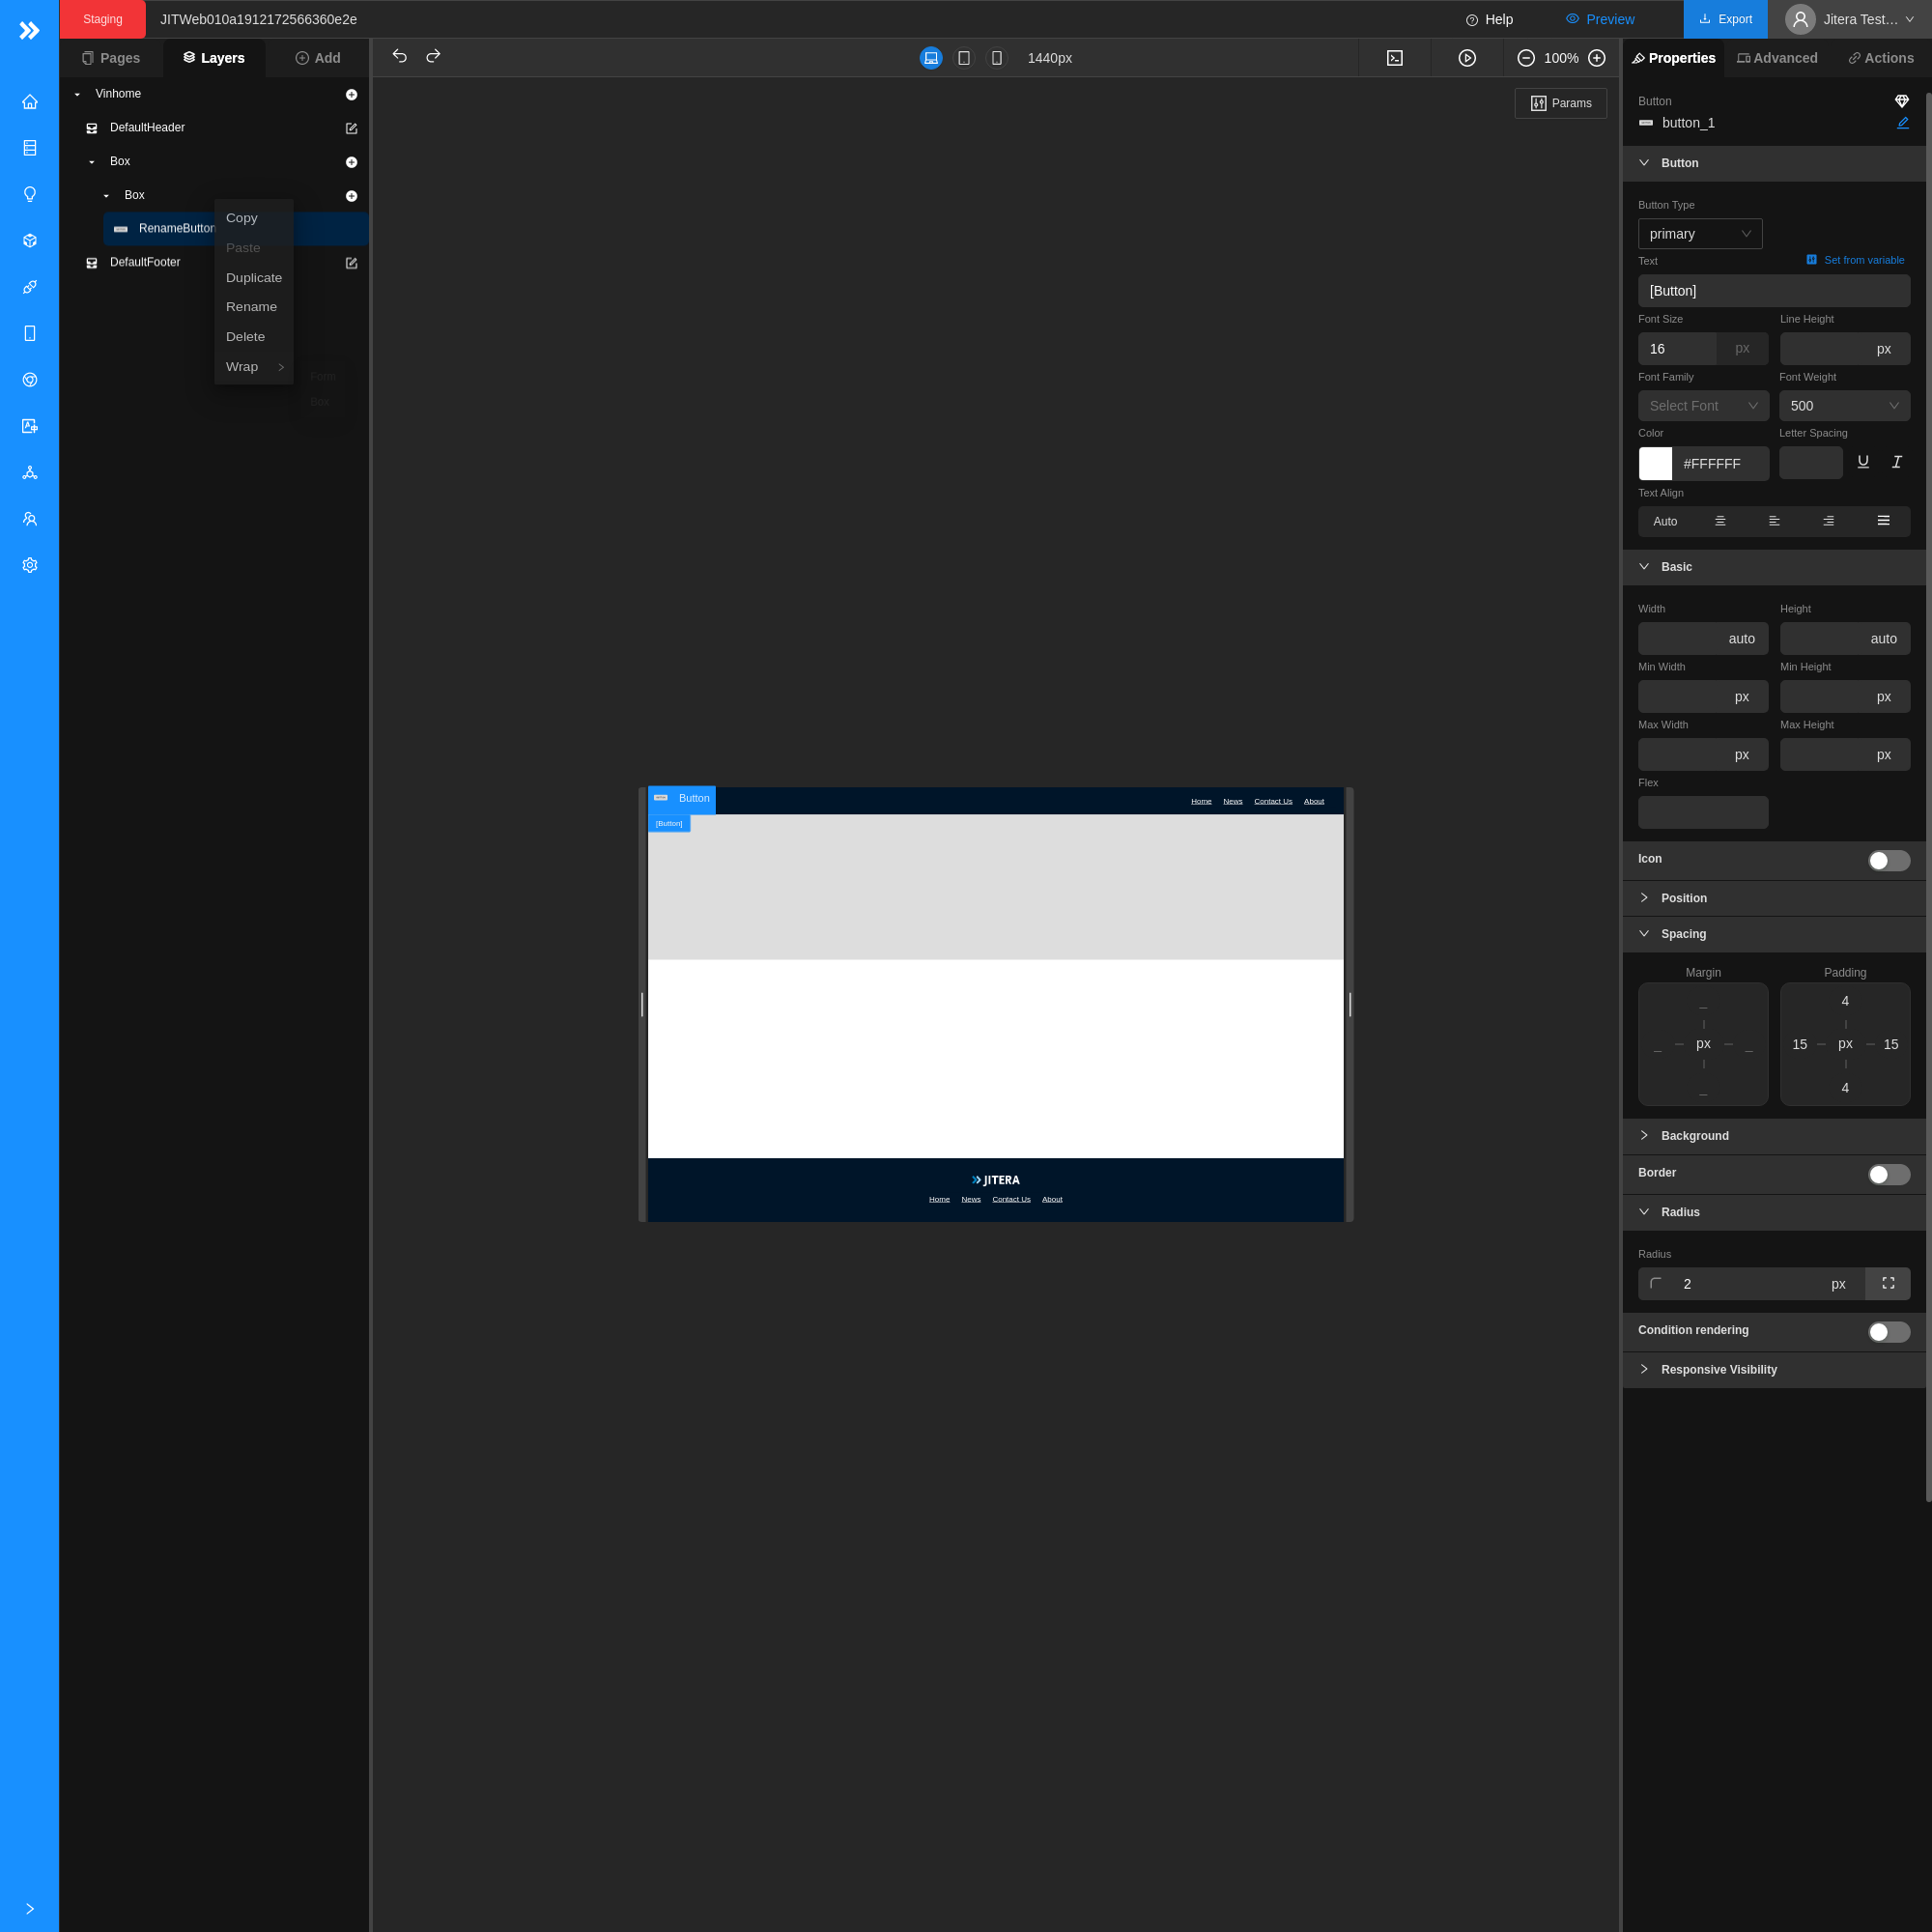 Staging
JITWeb010a1912172566360e2e
Help
Preview
Export
Jitera Test…
Pages
Layers
Add
1440px
100%
Properties
Advanced
Actions
Vinhome
DefaultHeader
Box
Box
RenameButton
DefaultFooter
Copy
Paste
Duplicate
Rename
Delete
Wrap
Form
Box
Params
Button
Home News Contact Us About
[Button]
JITERA
Home News Contact Us About
Button
button_1
Button
Button Type
primary
Text
Set from variable
[Button]
Font Size
Line Height
16 px
px
Font Family
Font Weight
Select Font
500
Color
Letter Spacing
#FFFFFF
Text Align
Auto
Basic
Width
Height
auto
auto
Min Width
Min Height
px
px
Max Width
Max Height
px
px
Flex
Icon
Position
Spacing
Margin
Padding
_
4
_ px _
15 px 15
_
4
Background
Border
Radius
Radius
2 px
Condition rendering
Responsive Visibility